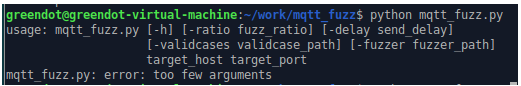 greendot@greendot-virtual-machine:~/work/mqtt_fuzz$ python mqtt_fuzz.py
usage: mqtt_fuzz.py [-h] [-ratio fuzz_ratio] [-delay send_delay]
[-validcases validcase_path] [-fuzzer fuzzer_path]
target_host target_port
mqtt_fuzz.py: error: too few arguments